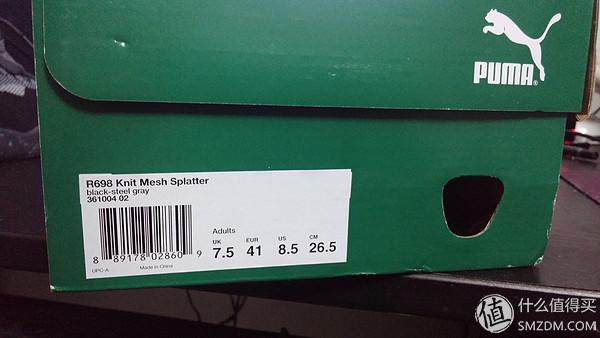 PUMA®
R698 Knit Mesh Splatter
black-steel gray
361004 02
Adults
UK EUR US CM
7.5 41 8.5 26.5
8 89178 02860 9
UPC-A Made in China
值 什么值得买
SMZDM.COM